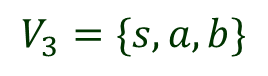 V₃ = {s, a, b}